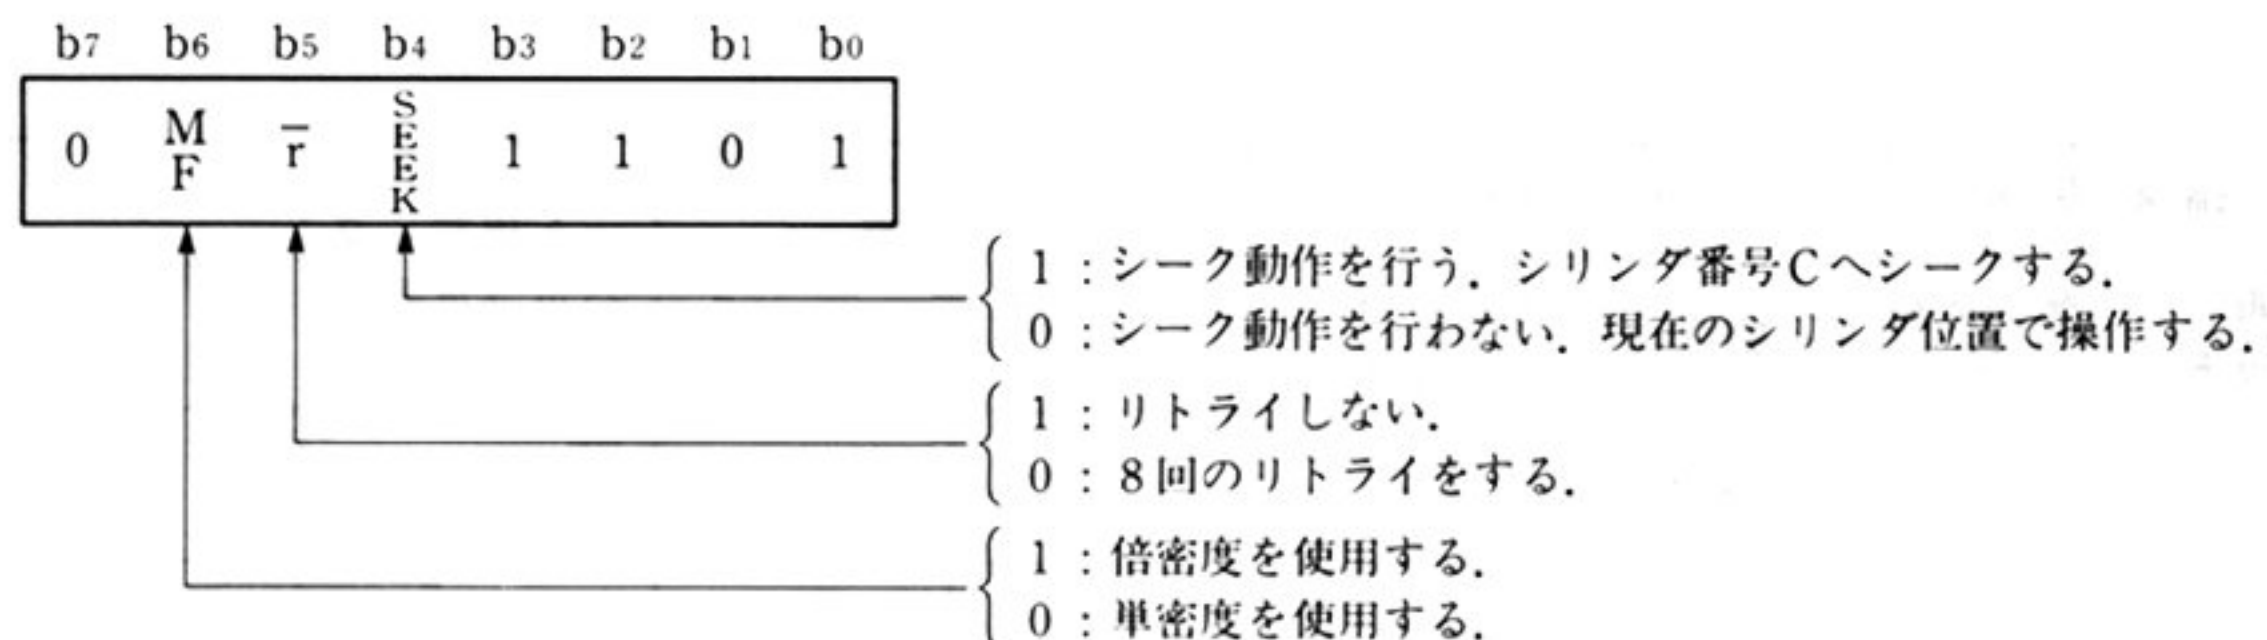 b7 b6 b5 b4 b3 b2 b1 b0
0 MF r̅ SEEK 1 1 0 1
1：シーク動作を行う．シリンダ番号Cへシークする．
0：シーク動作を行わない．現在のシリンダ位置で操作する．
1：リトライしない．
0：8回のリトライをする．
1：倍密度を使用する．
0：単密度を使用する．